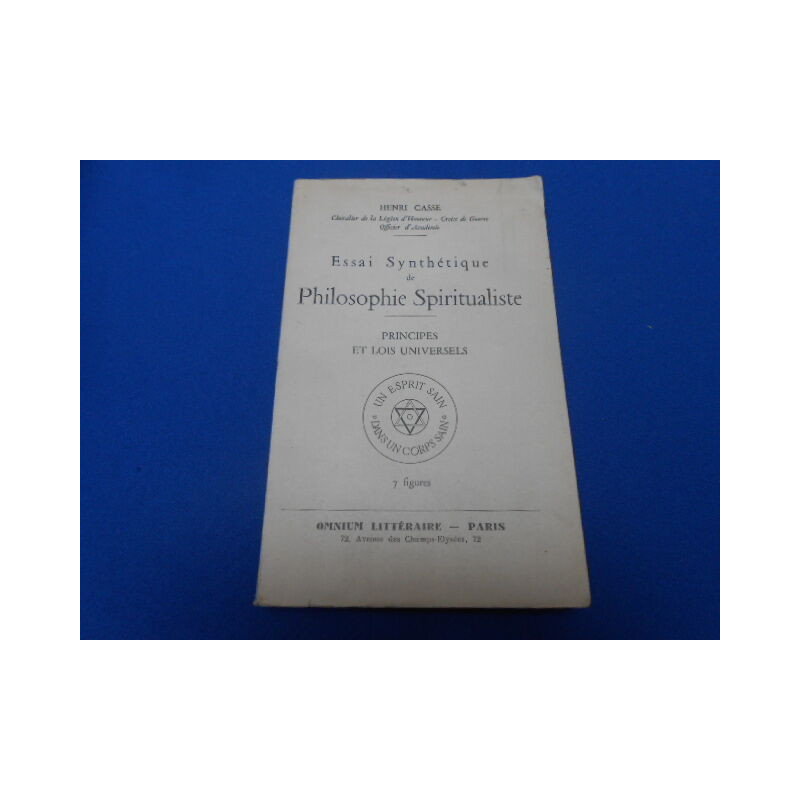 HENRI CASSE
Chevalier de la Légion d'Honneur - Croix de Guerre
Officier d'Académie
Essai Synthétique
de
Philosophie Spiritualiste
PRINCIPES
ET LOIS UNIVERSELS
UN ESPRIT SAIN
DANS UN CORPS SAIN
7 figures
OMNIUM LITTÉRAIRE — PARIS
72, Avenue des Champs-Elysées, 72